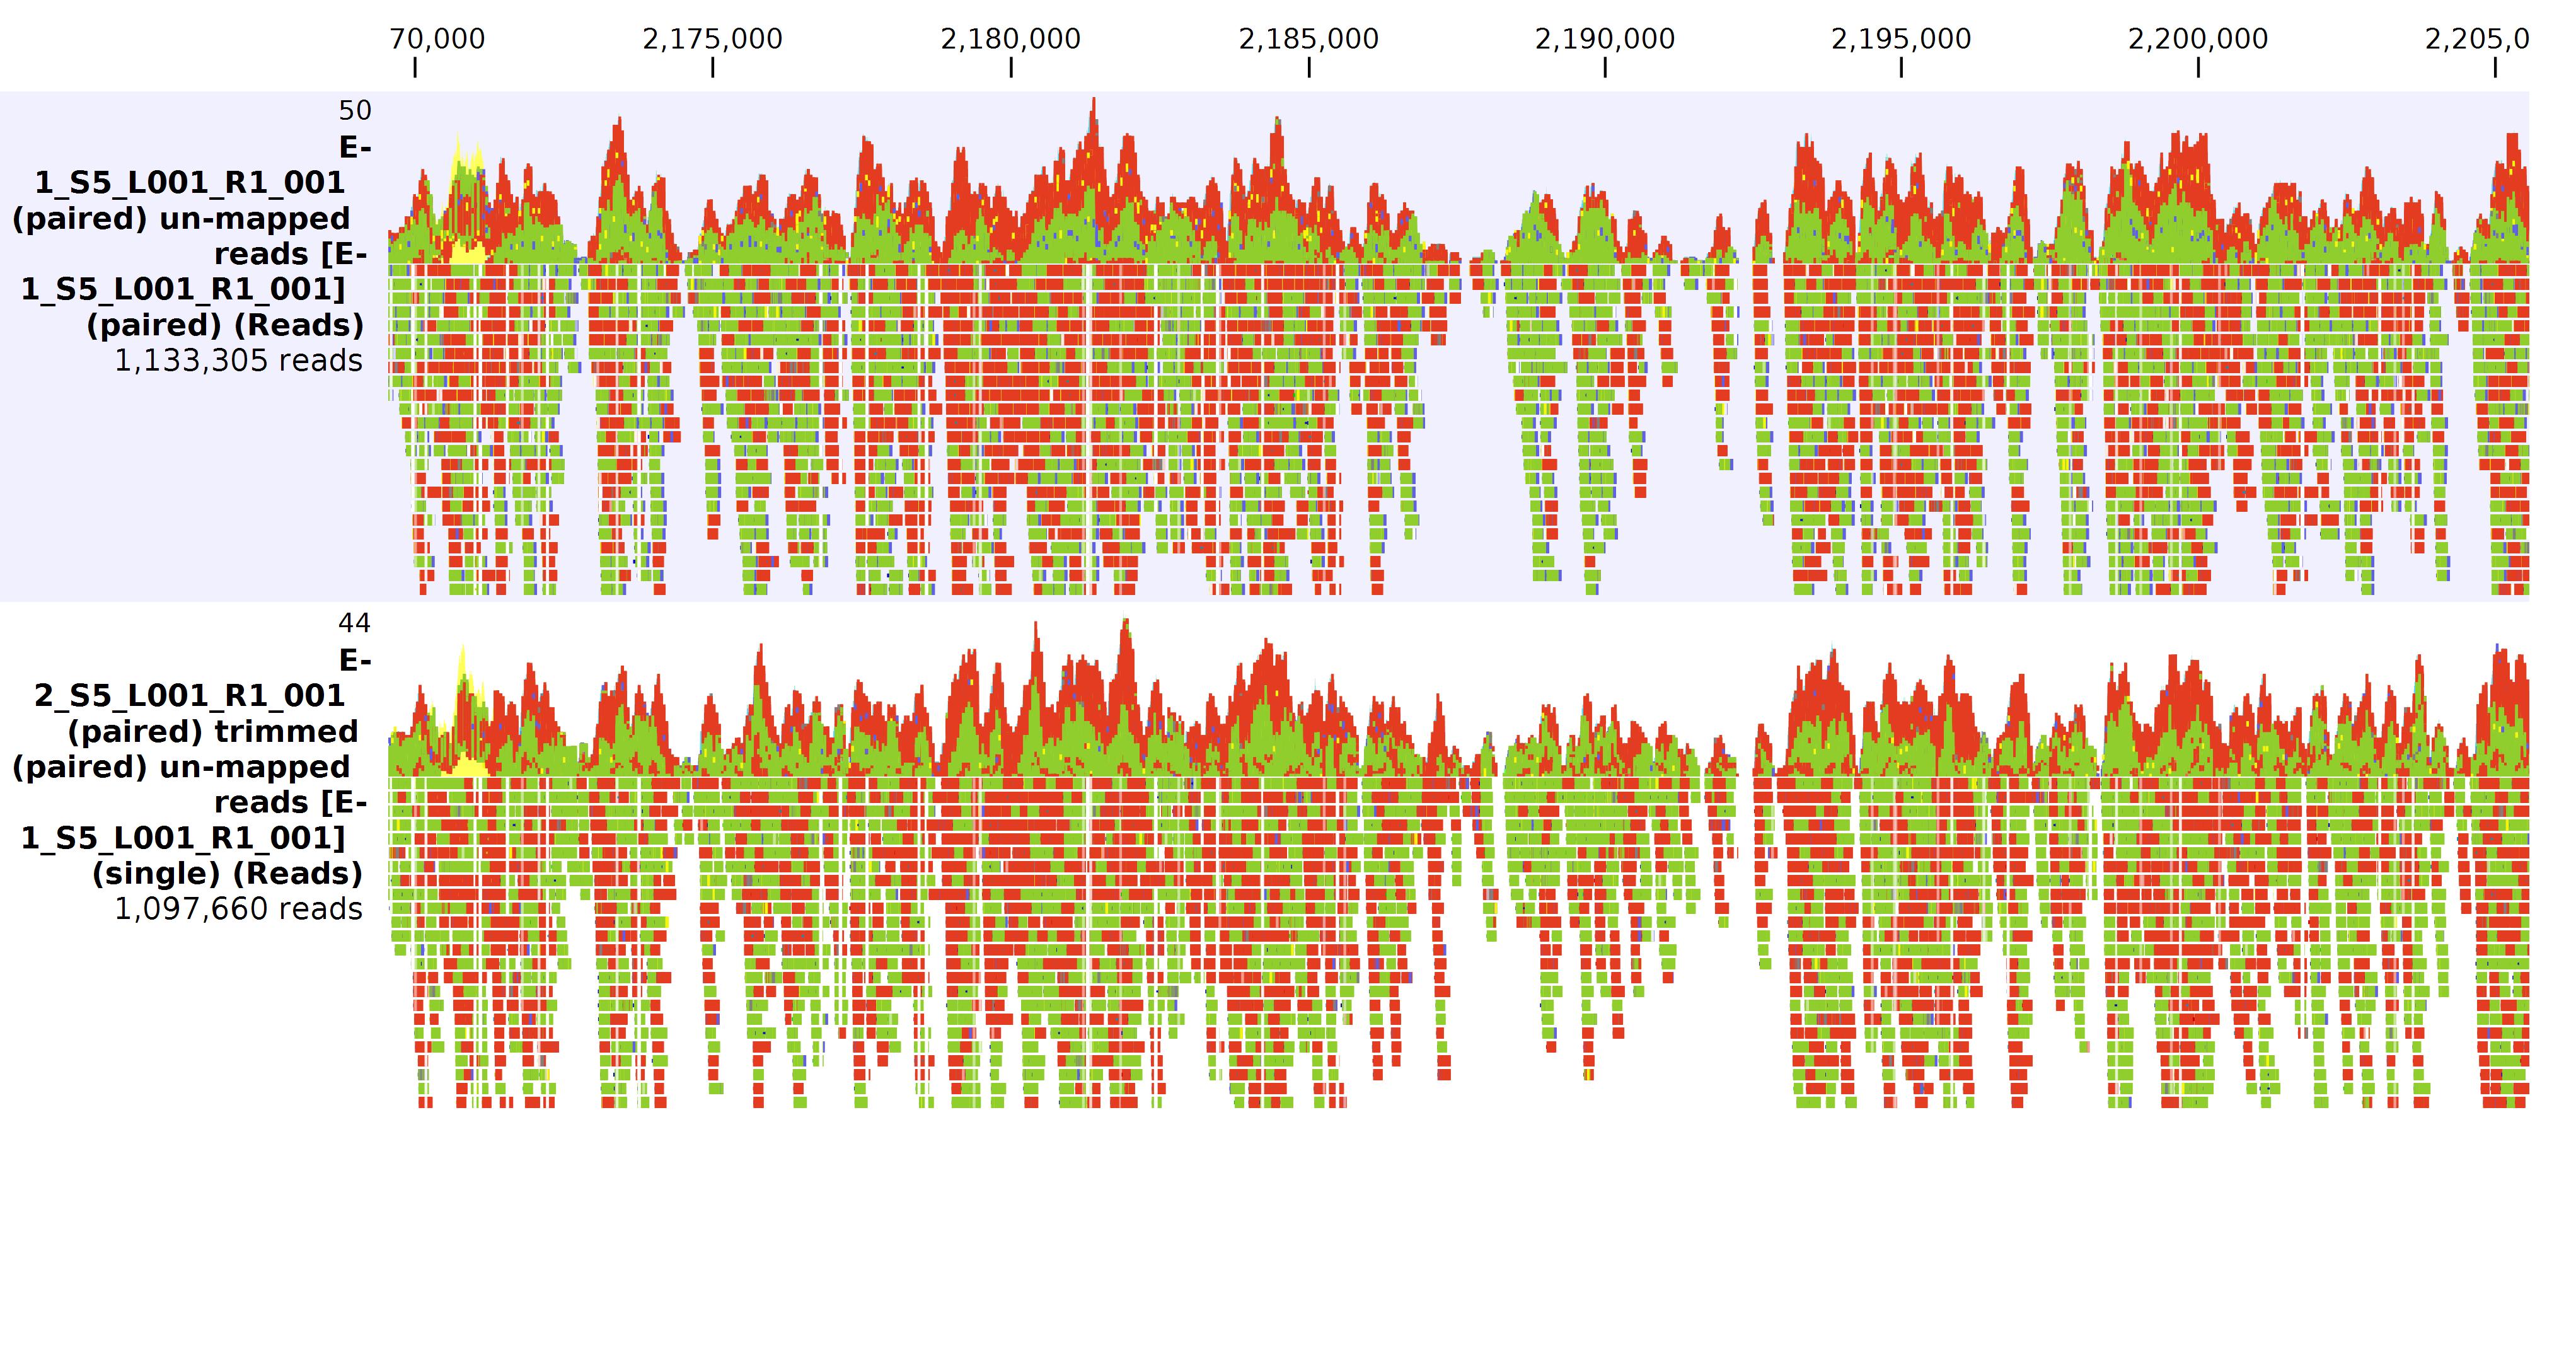 70,000 2,175,000 2,180,000 2,185,000 2,190,000 2,195,000 2,200,000 2,205,0
50
E-
1_S5_L001_R1_001
(paired) un-mapped
reads [E-
1_S5_L001_R1_001]
(paired) (Reads)
1,133,305 reads
44
E-
2_S5_L001_R1_001
(paired) trimmed
(paired) un-mapped
reads [E-
1_S5_L001_R1_001]
(single) (Reads)
1,097,660 reads